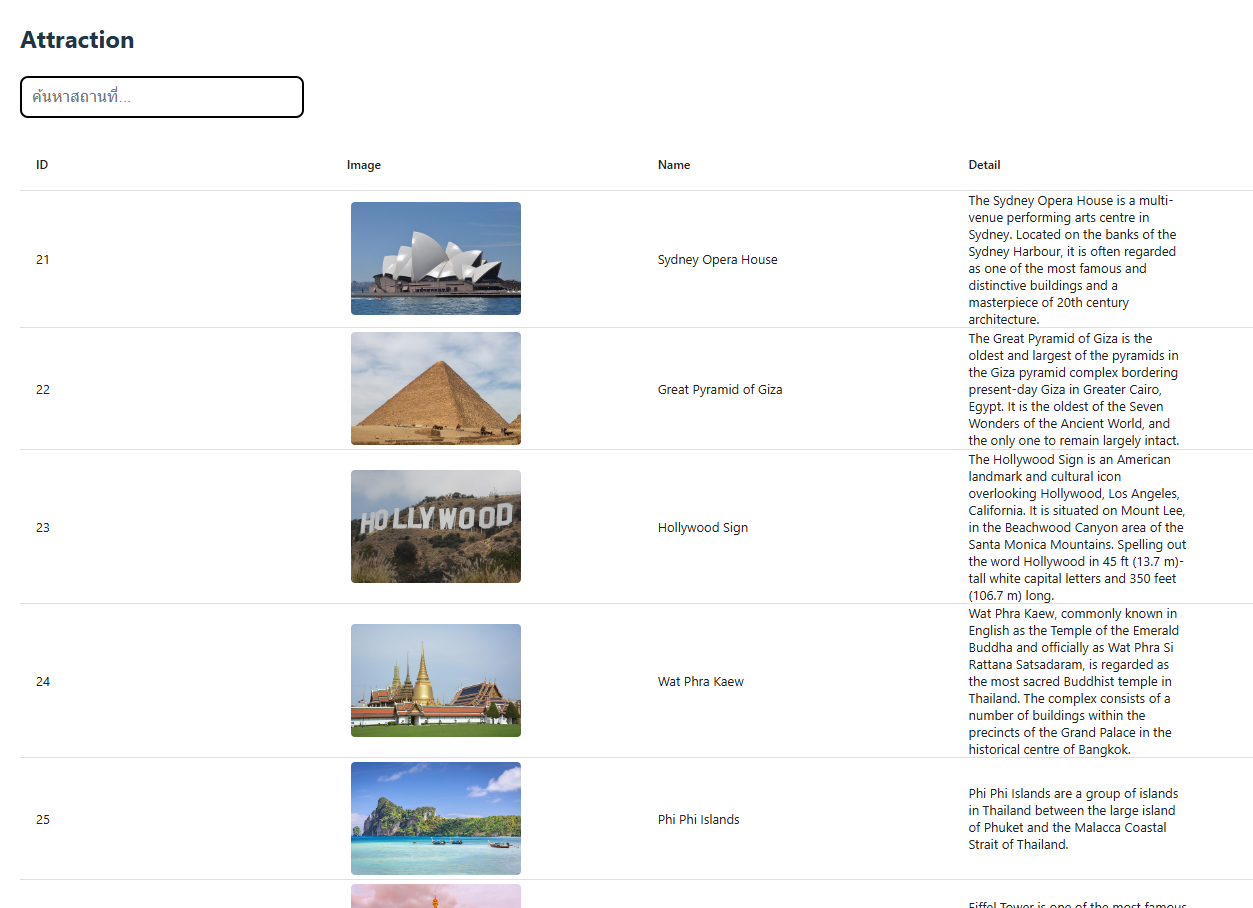 Attraction
ค้นหาสถานที่...
ID Image Name Detail
21
Sydney Opera House
The Sydney Opera House is a multi-
venue performing arts centre in
Sydney. Located on the banks of the
Sydney Harbour, it is often regarded
as one of the most famous and
distinctive buildings and a
masterpiece of 20th century
architecture.
22
Great Pyramid of Giza
The Great Pyramid of Giza is the
oldest and largest of the pyramids in
the Giza pyramid complex bordering
present-day Giza in Greater Cairo,
Egypt. It is the oldest of the Seven
Wonders of the Ancient World, and
the only one to remain largely intact.
23
HOLLYWOOD
Hollywood Sign
The Hollywood Sign is an American
landmark and cultural icon
overlooking Hollywood, Los Angeles,
California. It is situated on Mount Lee,
in the Beachwood Canyon area of the
Santa Monica Mountains. Spelling out
the word Hollywood in 45 ft (13.7 m)-
tall white capital letters and 350 feet
(106.7 m) long.
24
Wat Phra Kaew
Wat Phra Kaew, commonly known in
English as the Temple of the Emerald
Buddha and officially as Wat Phra Si
Rattana Satsadaram, is regarded as
the most sacred Buddhist temple in
Thailand. The complex consists of a
number of buildings within the
precincts of the Grand Palace in the
historical centre of Bangkok.
25
Phi Phi Islands
Phi Phi Islands are a group of islands
in Thailand between the large island
of Phuket and the Malacca Coastal
Strait of Thailand.
Eiffel Tower is one of the most famous